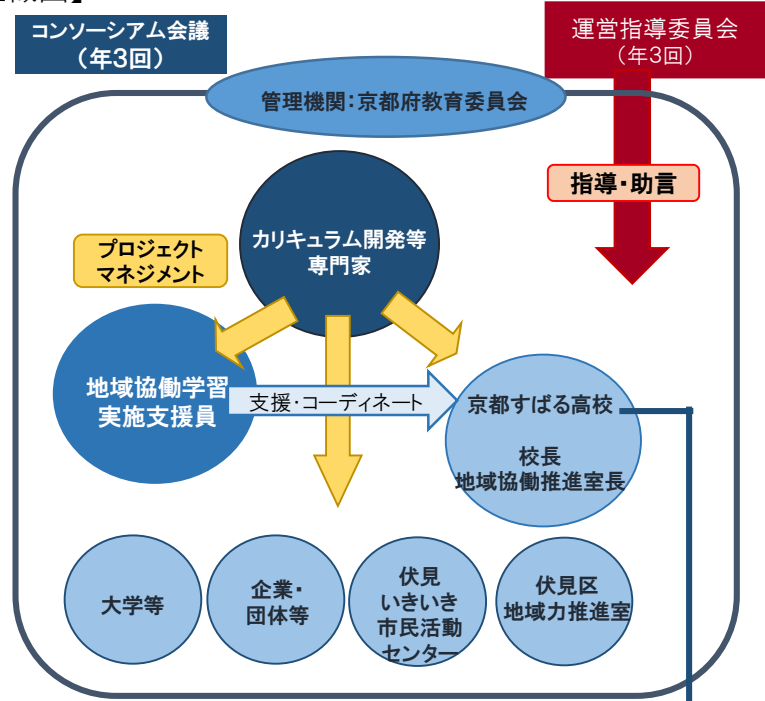 コンソーシアム会議
（年3回）
運営指導委員会
（年3回）
管理機関：京都府教育委員会
指導・助言
カリキュラム開発等
専門家
プロジェクト
マネジメント
地域協働学習
実施支援員
支援・コーディネート
京都すばる高校
校長
地域協働推進室長
大学等
企業・
団体等
伏見
いきいき
市民活動
センター
伏見区
地域力推進室